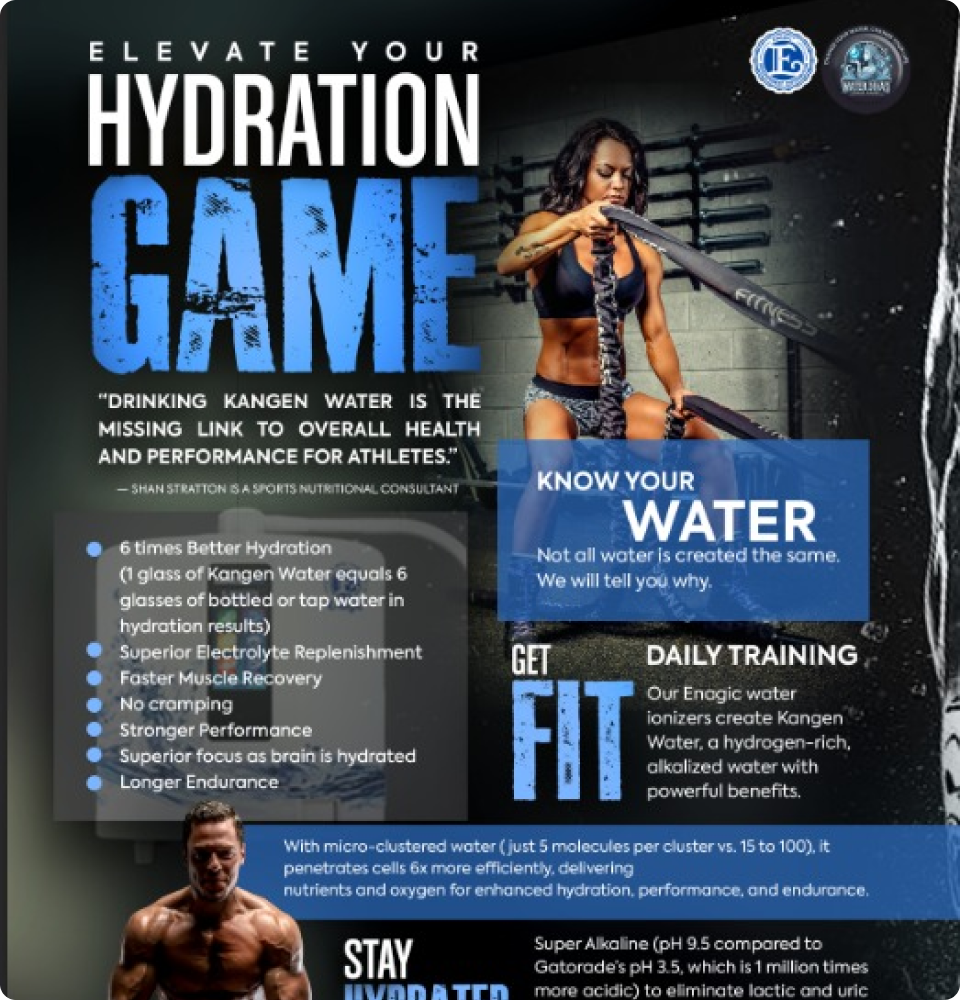 ELEVATE YOUR
HYDRATION
GAME
“DRINKING KANGEN WATER IS THE
MISSING LINK TO OVERALL HEALTH
AND PERFORMANCE FOR ATHLETES.”
— SHAN STRATTON IS A SPORTS NUTRITIONAL CONSULTANT
6 times Better Hydration
(1 glass of Kangen Water equals 6
glasses of bottled or tap water in
hydration results)
Superior Electrolyte Replenishment
Faster Muscle Recovery
No cramping
Stronger Performance
Superior focus as brain is hydrated
Longer Endurance
E
FITNESS
KNOW YOUR
WATER
Not all water is created the same.
We will tell you why.
GET
FIT
DAILY TRAINING
Our Enagic water
ionizers create Kangen
Water, a hydrogen-rich,
alkalized water with
powerful benefits.
With micro-clustered water ( just 5 molecules per cluster vs. 15 to 100), it
penetrates cells 6x more efficiently, delivering
nutrients and oxygen for enhanced hydration, performance, and endurance.
STAY
HYDRATED
Super Alkaline (pH 9.5 compared to
Gatorade's pH 3.5, which is 1 million times
more acidic) to eliminate lactic and uric